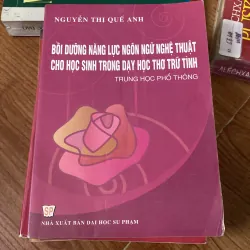 NGUYỄN THỊ QUẾ ANH
BỒI DƯỠNG NĂNG LỰC NGÔN NGỮ NGHỆ THUẬT
CHO HỌC SINH TRONG DẠY HỌC THƠ TRỮ TÌNH
TRUNG HỌC PHỔ THÔNG
NHÀ XUẤT BẢN ĐẠI HỌC SƯ PHẠM